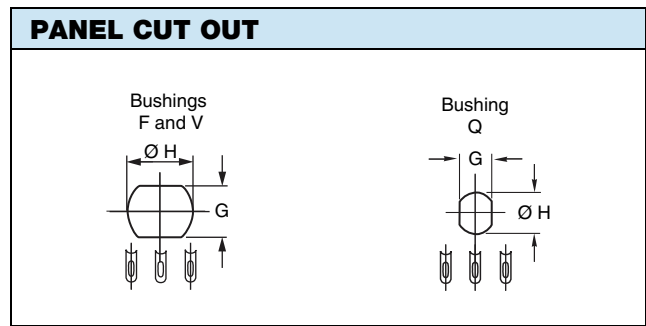 PANEL CUT OUT
Bushings
F and V
Ø H
G
Bushing
Q
G
Ø H